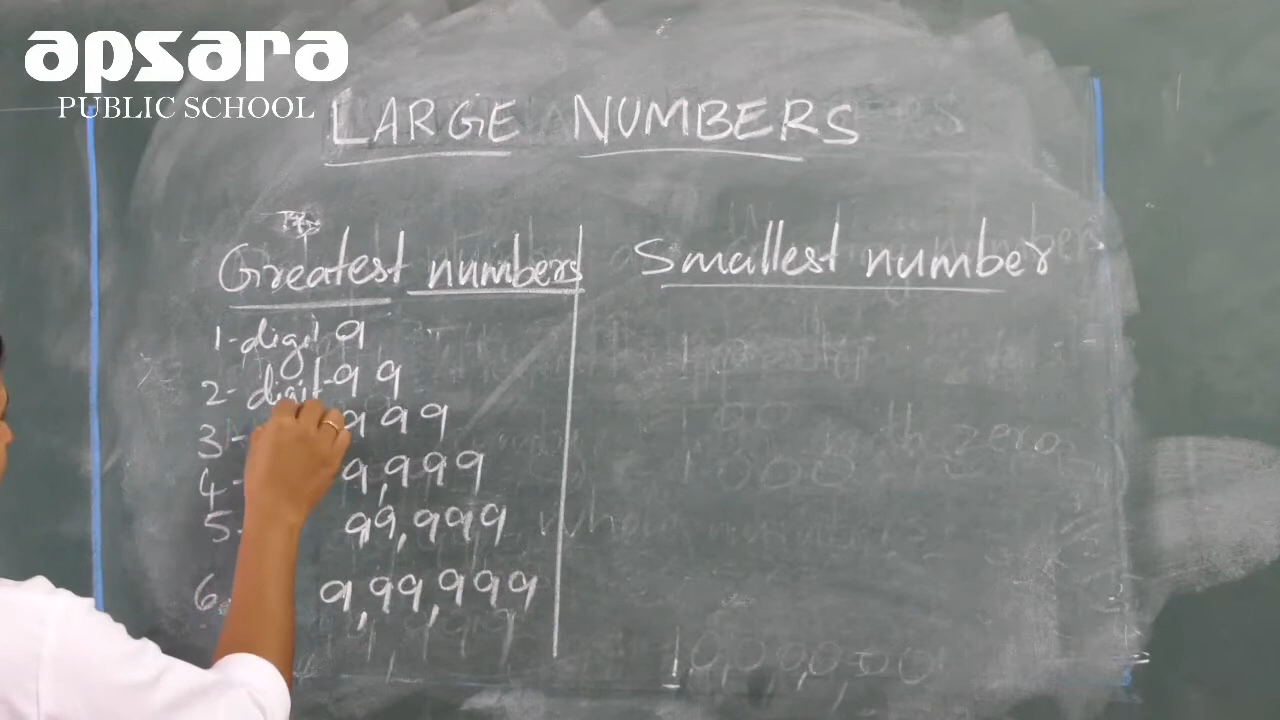 apsara
PUBLIC SCHOOL
LARGE NUMBERS
Greatest numbers
Smallest number
1-digit 9
2-digit-99
3- 999
4- 9,999
5- 99,999
6 9,99,999